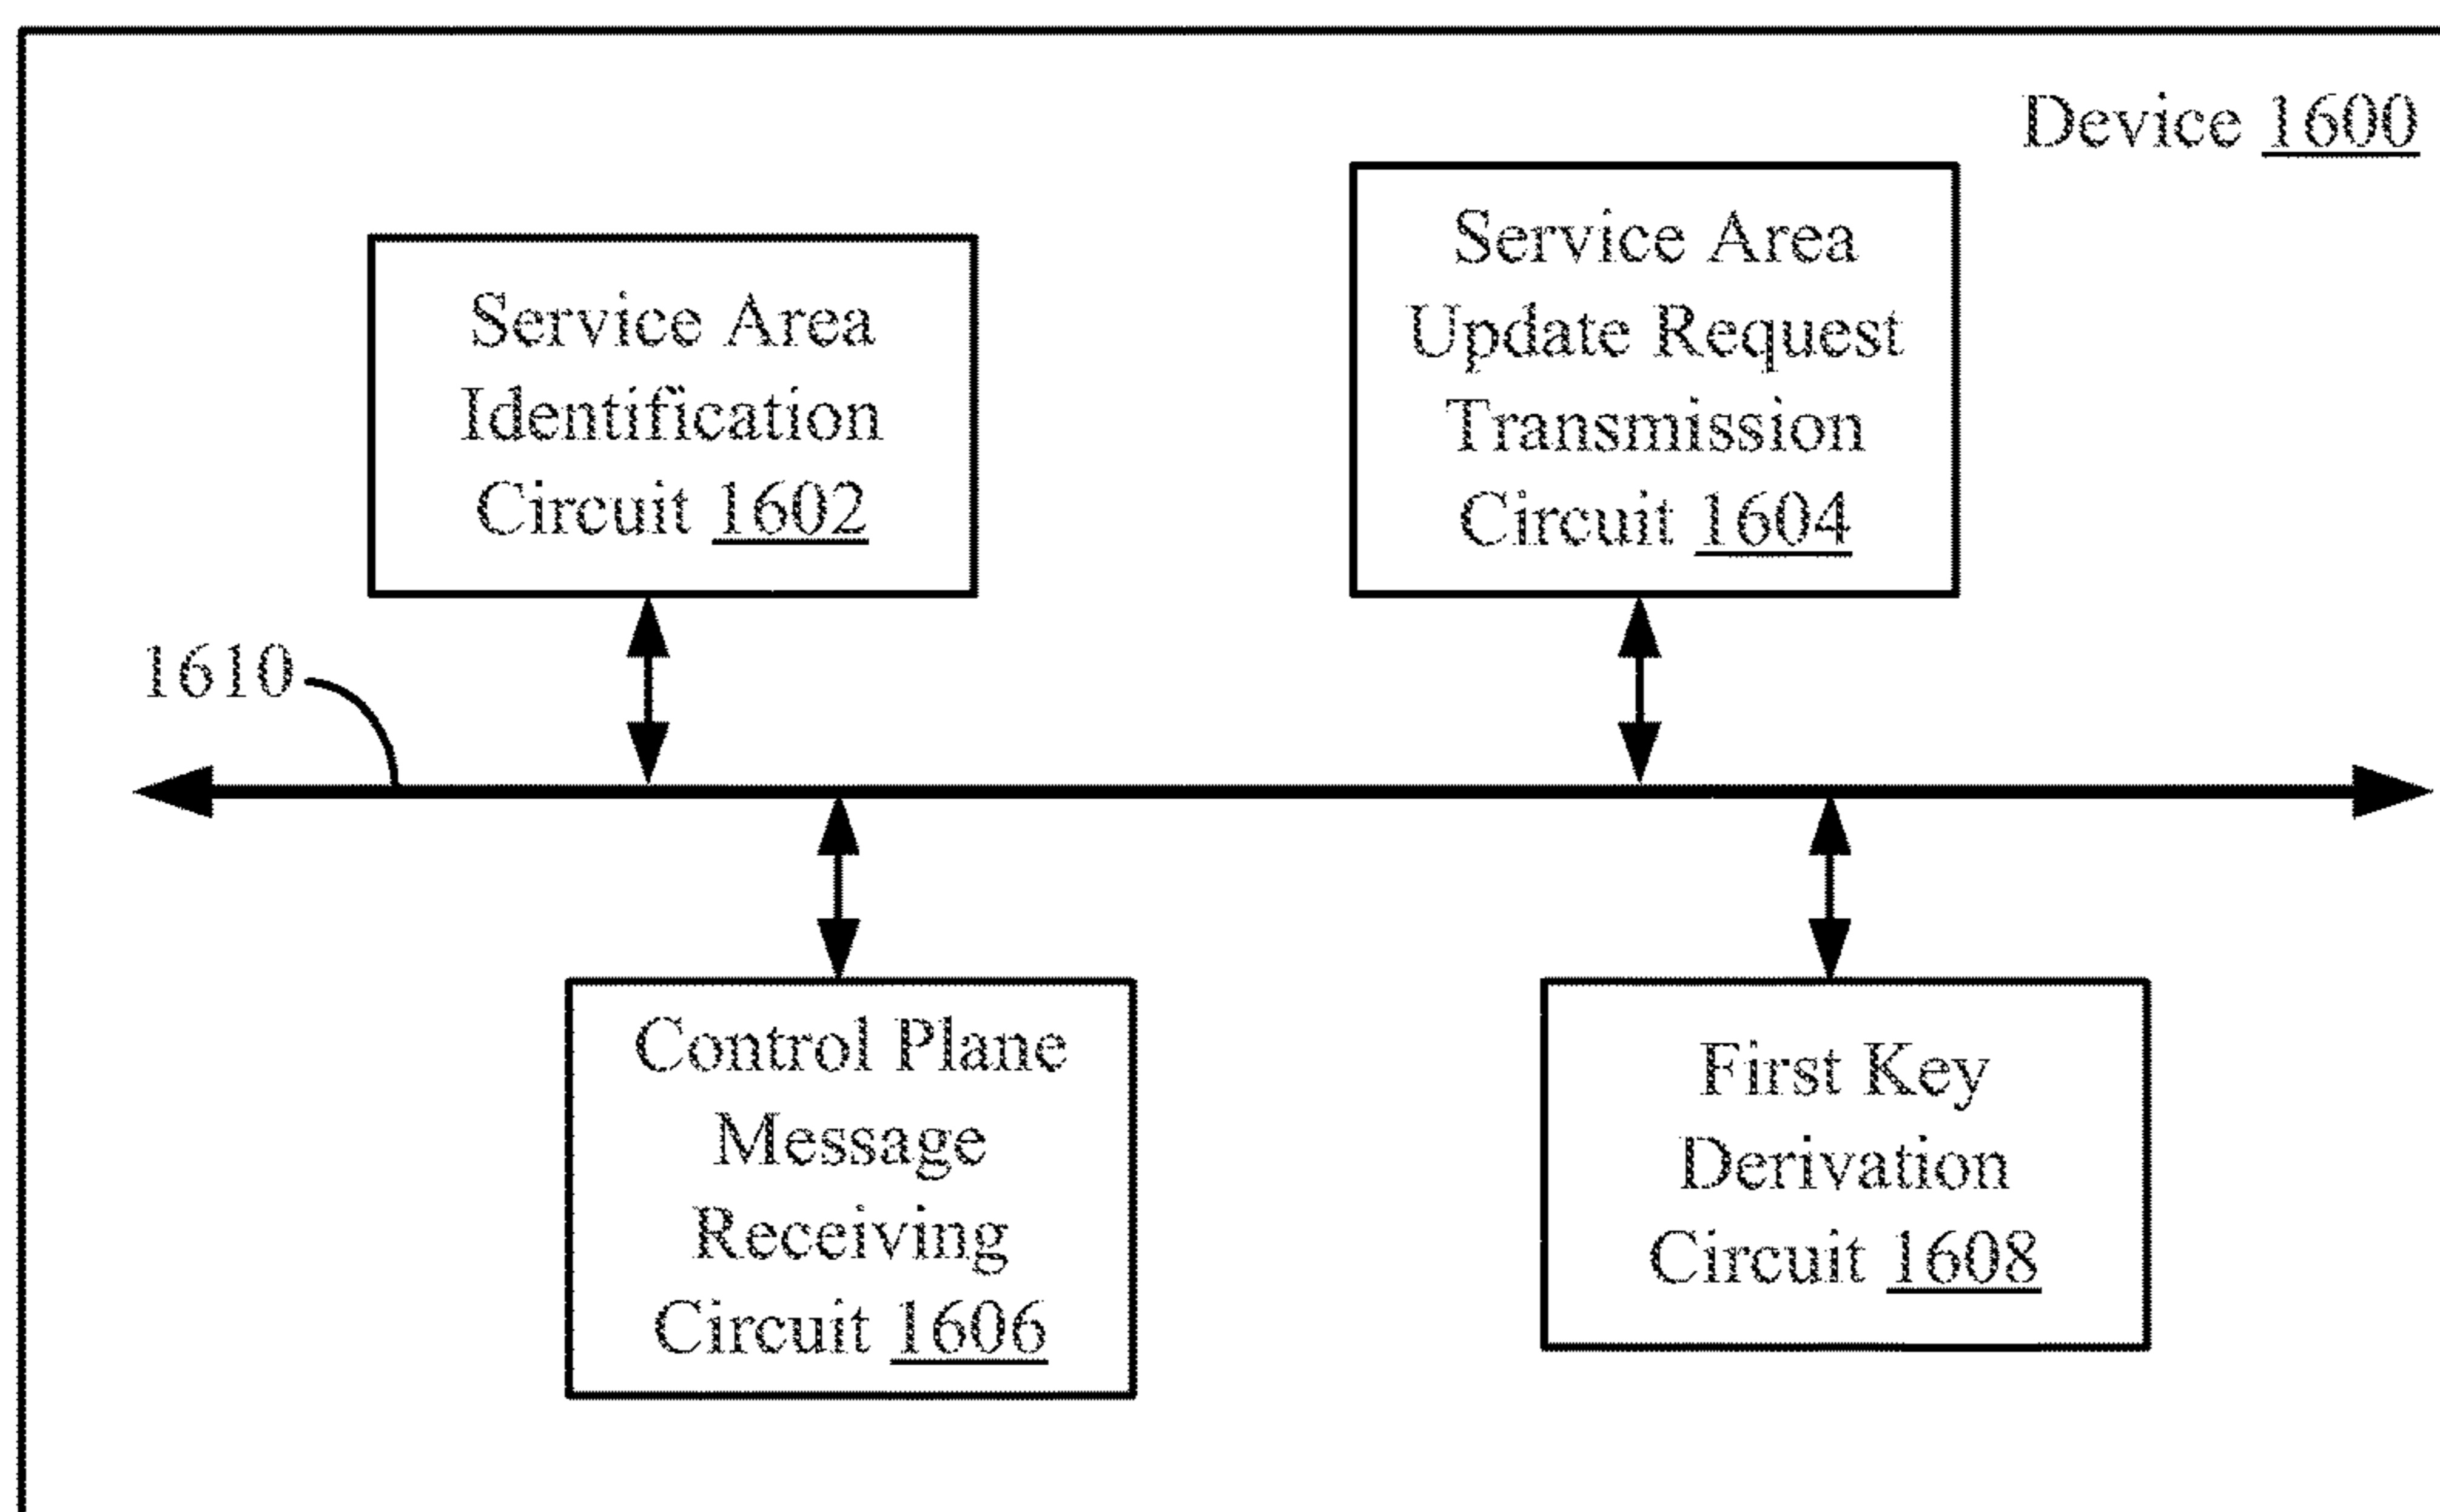 Device 1600
Service Area
Identification
Circuit 1602
Service Area
Update Request
Transmission
Circuit 1604
1610
Control Plane
Message
Receiving
Circuit 1606
First Key
Derivation
Circuit 1608